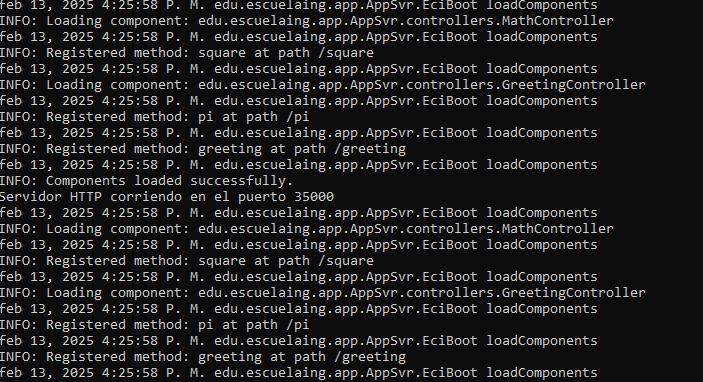 feb 13, 2025 4:25:58 P. M. edu.escuelaing.app.AppSvr.EciBoot loadComponents
INFO: Loading component: edu.escuelaing.app.AppSvr.controllers.MathController
feb 13, 2025 4:25:58 P. M. edu.escuelaing.app.AppSvr.EciBoot loadComponents
INFO: Registered method: square at path /square
feb 13, 2025 4:25:58 P. M. edu.escuelaing.app.AppSvr.EciBoot loadComponents
INFO: Loading component: edu.escuelaing.app.AppSvr.controllers.GreetingController
feb 13, 2025 4:25:58 P. M. edu.escuelaing.app.AppSvr.EciBoot loadComponents
INFO: Registered method: pi at path /pi
feb 13, 2025 4:25:58 P. M. edu.escuelaing.app.AppSvr.EciBoot loadComponents
INFO: Registered method: greeting at path /greeting
feb 13, 2025 4:25:58 P. M. edu.escuelaing.app.AppSvr.EciBoot loadComponents
INFO: Components loaded successfully.
Servidor HTTP corriendo en el puerto 35000
feb 13, 2025 4:25:58 P. M. edu.escuelaing.app.AppSvr.EciBoot loadComponents
INFO: Loading component: edu.escuelaing.app.AppSvr.controllers.MathController
feb 13, 2025 4:25:58 P. M. edu.escuelaing.app.AppSvr.EciBoot loadComponents
INFO: Registered method: square at path /square
feb 13, 2025 4:25:58 P. M. edu.escuelaing.app.AppSvr.EciBoot loadComponents
INFO: Loading component: edu.escuelaing.app.AppSvr.controllers.GreetingController
feb 13, 2025 4:25:58 P. M. edu.escuelaing.app.AppSvr.EciBoot loadComponents
INFO: Registered method: pi at path /pi
feb 13, 2025 4:25:58 P. M. edu.escuelaing.app.AppSvr.EciBoot loadComponents
INFO: Registered method: greeting at path /greeting
feb 13, 2025 4:25:58 P. M. edu.escuelaing.app.AppSvr.EciBoot loadComponents